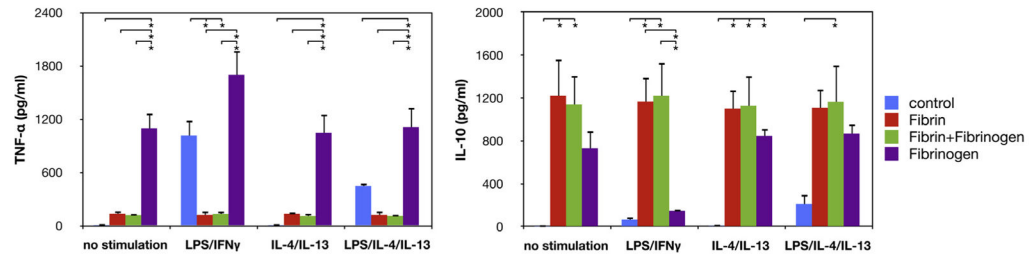 2400
1800
1200
600
0
TNF-α (pg/ml)
* * * * *
* * *
* *
*
no stimulation LPS/IFNγ IL-4/IL-13 LPS/IL-4/IL-13
2000
1600
1200
800
400
0
IL-10 (pg/ml)
* * * * * * * *
* *
*
no stimulation LPS/IFNγ IL-4/IL-13 LPS/IL-4/IL-13
control
Fibrin
Fibrin+Fibrinogen
Fibrinogen